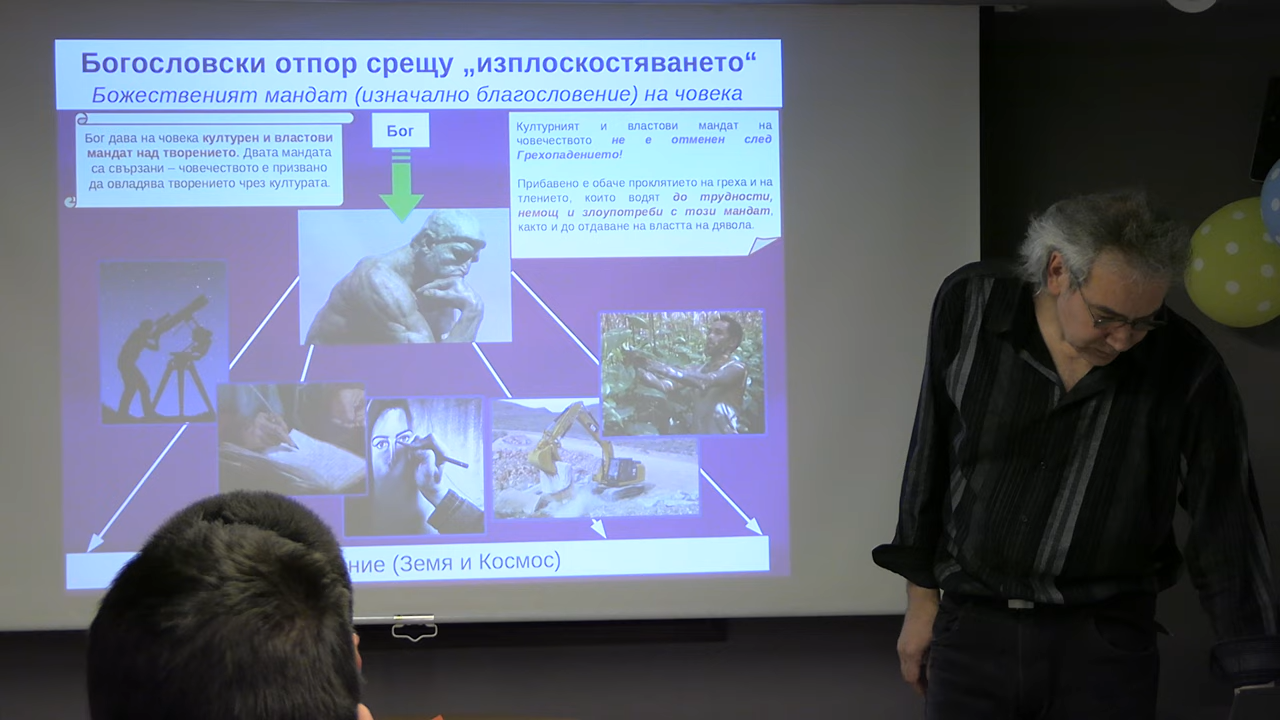 Богословски отпор срещу „изплоскостяването“
Божественият мандат (изначално благословение) на човека
Бог дава на човека културен и властови
мандат над творението. Двата мандата
са свързани – човечеството е призвано
да овладява творението чрез културата.
Бог
Културният и властови мандат на
човечеството не е отменен след
Грехопадението!
Прибавено е обаче проклятието на греха и на
тлението, които водят до трудности,
немощ и злоупотреби с този мандат,
както и до отдаване на властта на дявола.
(Земя и Космос)